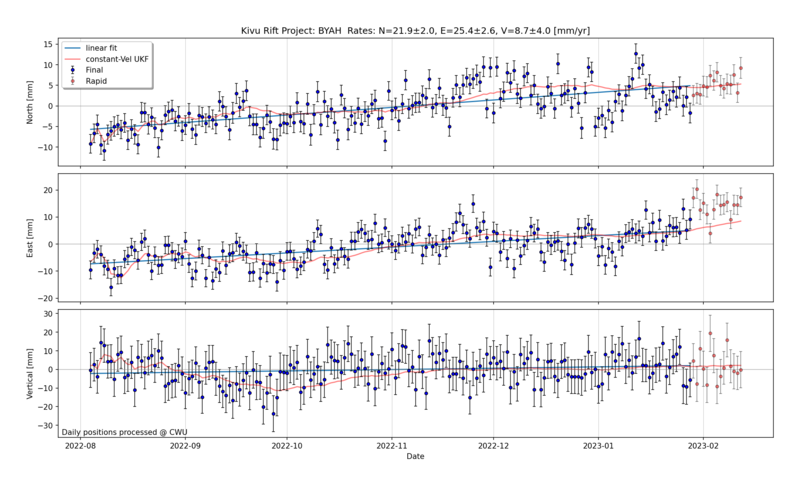 Kivu Rift Project: BYAH  Rates: N=21.9±2.0, E=25.4±2.6, V=8.7±4.0 [mm/yr]
linear fit
constant-Vel UKF
Final
Rapid
North [mm]
15
10
5
0
−5
−10
East [mm]
20
10
0
−10
−20
Vertical [mm]
30
20
10
0
−10
−20
−30
Daily positions processed @ CWU
2022-08
2022-09
2022-10
2022-11
2022-12
2023-01
2023-02
Date